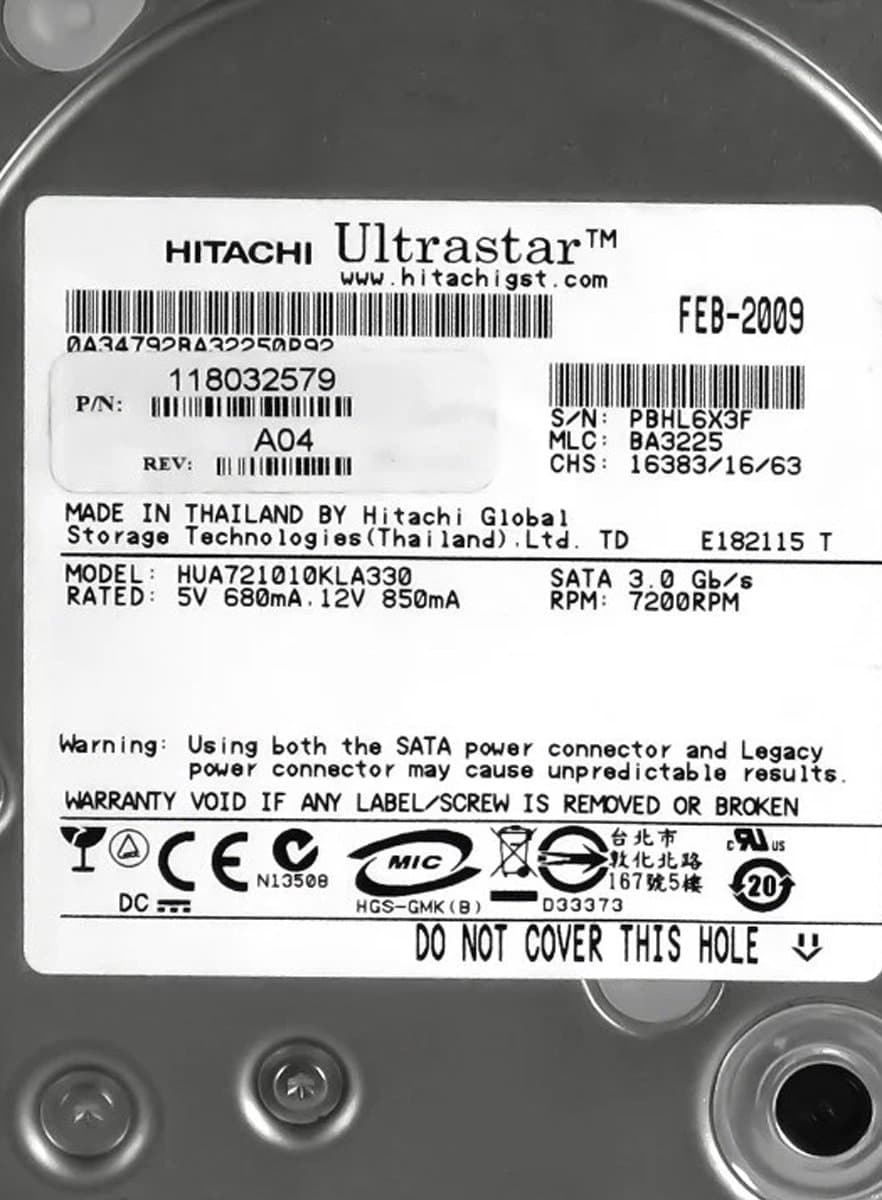 HITACHI Ultrastar™
www.hitachigst.com
FEB-2009
118032579
P/N:
A04
REV:
S/N: PBHL6X3F
MLC: BA3225
CHS: 16383/16/63
MADE IN THAILAND BY Hitachi Global
Storage Technologies(Thailand).Ltd. TD E182115 T
MODEL: HUA721010KLA330 SATA 3.0 Gb/s
RATED: 5V 680mA.12V 850mA RPM: 7200RPM
Warning: Using both the SATA power connector and Legacy
power connector may cause unpredictable results.
WARRANTY VOID IF ANY LABEL/SCREW IS REMOVED OR BROKEN
CE N13508 MIC
台北市
敦化北路
167號5樓
c RU us
20
DC HGS-GMK(B) D33373
DO NOT COVER THIS HOLE